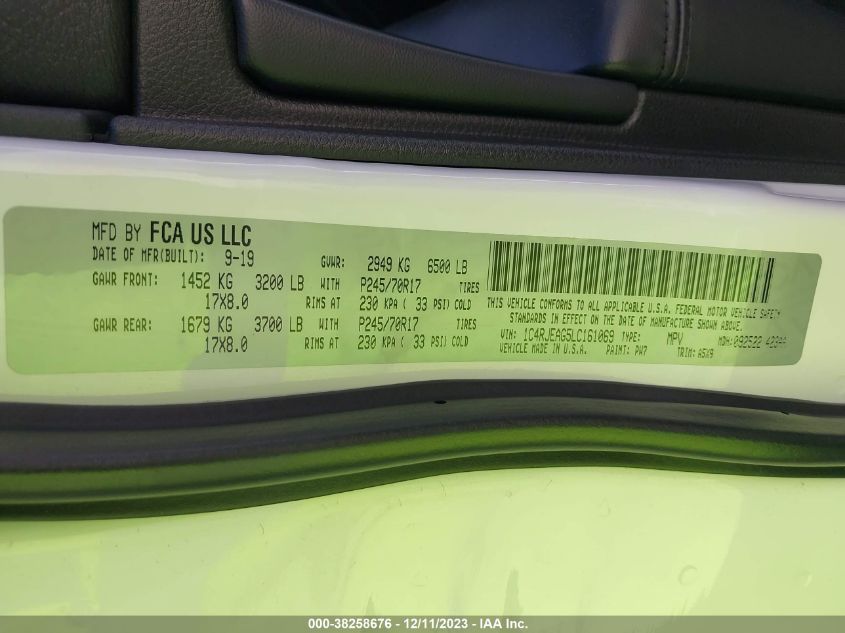 MFD BY FCA US LLC
DATE OF MFR(BUILT): 9-19 GVWR: 2949 KG 6500 LB
GAWR FRONT: 1452 KG 3200 LB WITH P245/70R17 TIRES
17X8.0 RIMS AT 230 KPA ( 33 PSI) COLD
GAWR REAR: 1679 KG 3700 LB WITH P245/70R17 TIRES
17X8.0 RIMS AT 230 KPA ( 33 PSI) COLD
THIS VEHICLE CONFORMS TO ALL APPLICABLE U.S.A. FEDERAL MOTOR VEHICLE SAFETY
STANDARDS IN EFFECT ON THE DATE OF MANUFACTURE SHOWN ABOVE.
VIN: 1C4RJEAG5LC161069 TYPE: MPV MDH: 092522
VEHICLE MADE IN U.S.A. PAINT: PW7 TRIM: A5X9
000-38258676 - 12/11/2023 - IAA Inc.